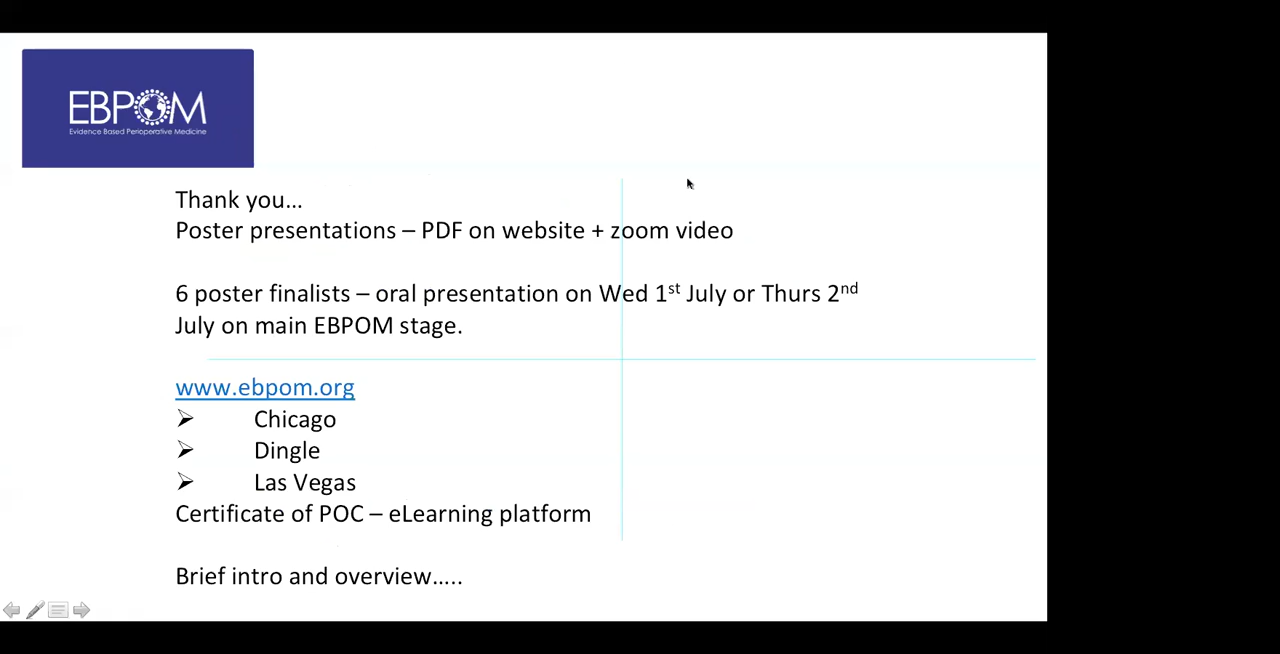 EBPOM
Evidence Based Perioperative Medicine
Thank you...
Poster presentations – PDF on website + zoom video
6 poster finalists – oral presentation on Wed 1st July or Thurs 2nd
July on main EBPOM stage.
www.ebpom.org
➢ Chicago
➢ Dingle
➢ Las Vegas
Certificate of POC – eLearning platform
Brief intro and overview.....